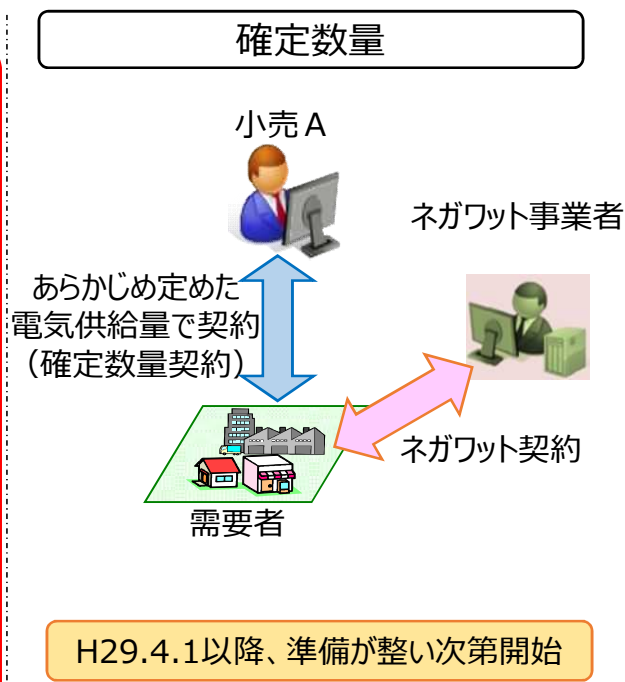 確定数量
小売A
ネガワット事業者
あらかじめ定めた
電気供給量で契約
（確定数量契約）
ネガワット契約
需要者
H29.4.1以降、準備が整い次第開始